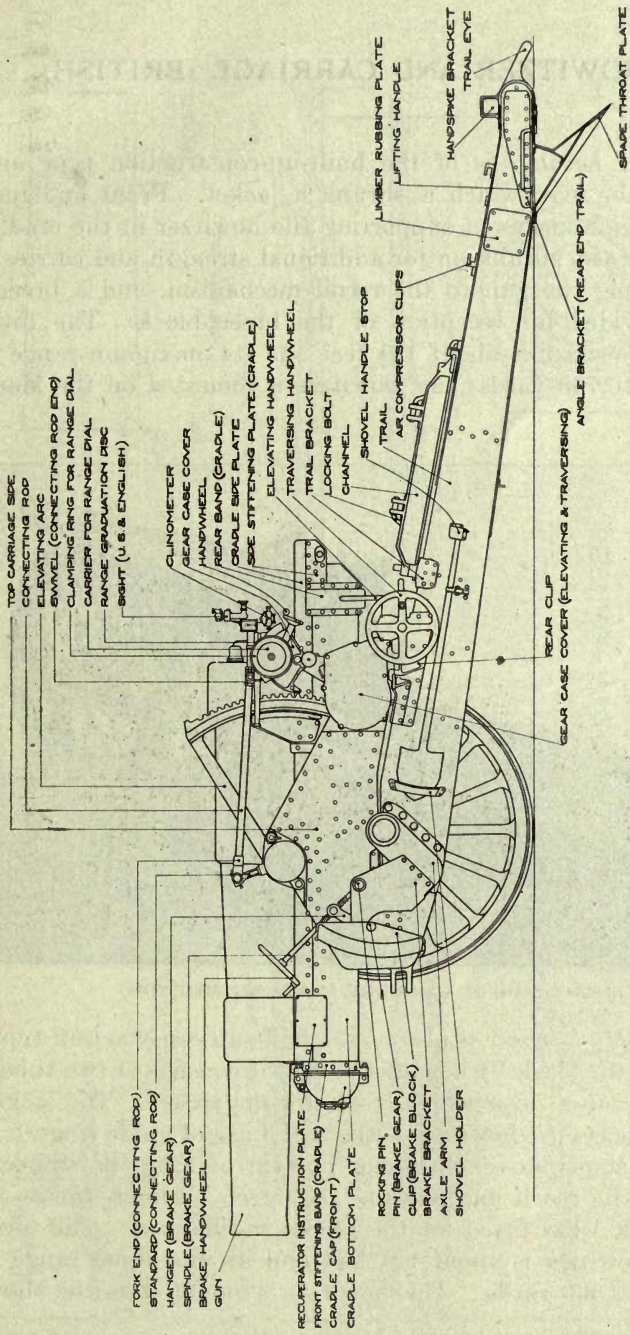 TOP CARRIAGE SIDE
CONNECTING ROD
ELEVATING ARC
SWIVEL (CONNECTING ROD END)
CLAMPING RING FOR RANGE DIAL
CARRIER FOR RANGE DIAL
RANGE GRADUATION DISC
SIGHT (U.S. & ENGLISH)
CLINOMETER
GEAR CASE COVER
HANDWHEEL
REAR BAND (CRADLE)
CRADLE SIDE PLATE
SIDE STIFFENING PLATE (CRADLE)
ELEVATING HANDWHEEL
TRAVERSING HANDWHEEL
TRAIL BRACKET
LOCKING BOLT
CHANNEL
SHOVEL HANDLE STOP
TRAIL
AIR COMPRESSOR CLIPS
LIMBER RUBBING PLATE
LIFTING HANDLE
HANDSPIKE BRACKET
TRAIL EYE
FORK END (CONNECTING ROD)
STANDARD (CONNECTING ROD)
HANGER (BRAKE GEAR)
SPINDLE (BRAKE GEAR)
BRAKE HANDWHEEL
GUN
RECUPERATOR INSTRUCTION PLATE
FRONT STIFFENING BAND (CRADLE)
CRADLE CAP (FRONT)
CRADLE BOTTOM PLATE
ROCKING PIN.
PIN (BRAKE GEAR)
CLIP (BRAKE BLOCK)
BRAKE BRACKET
AXLE ARM
SHOVEL HOLDER
REAR CLIP
GEAR CASE COVER (ELEVATING & TRAVERSING)
ANGLE BRACKET (REAR END TRAIL)
SPADE THROAT PLATE